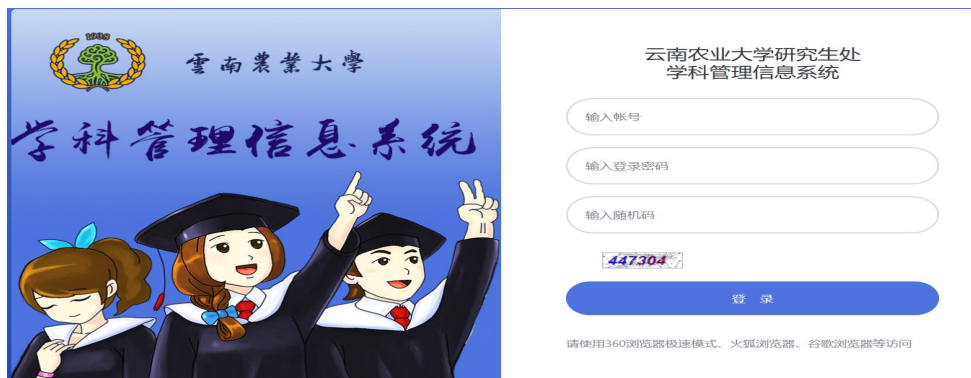 1938
雲南農業大學
学科管理信息系统
云南农业大学研究生处
学科管理信息系统
输入帐号
输入登录密码
输入随机码
447304
登 录
请使用360浏览器极速模式、火狐浏览器、谷歌浏览器等访问